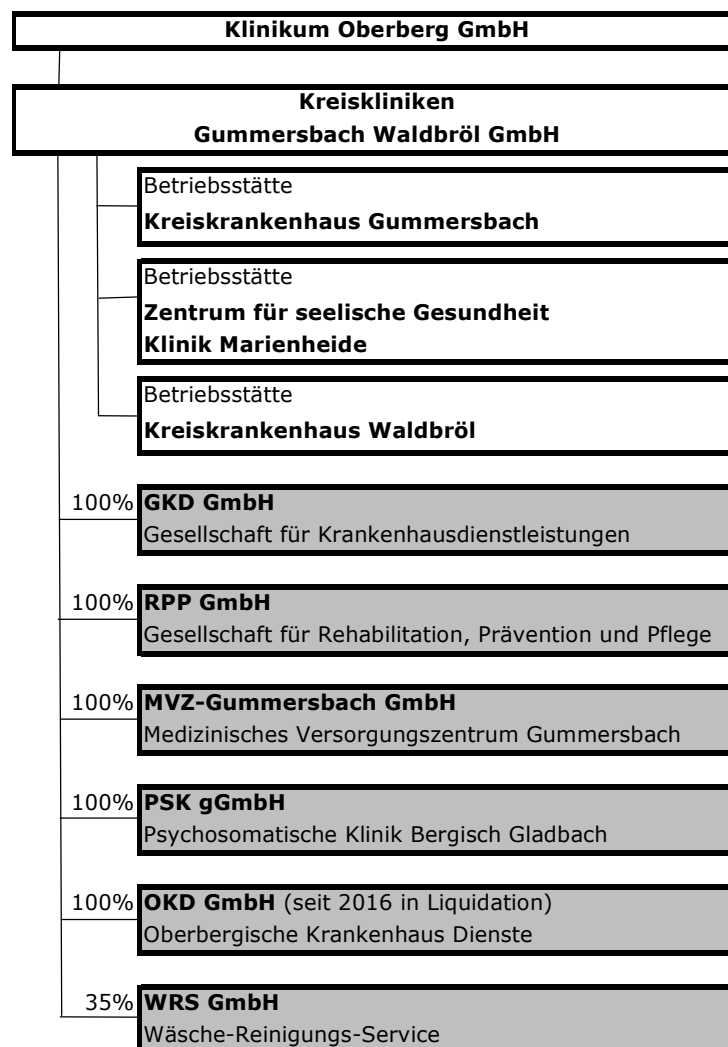 Klinikum Oberberg GmbH
Kreiskliniken
Gummersbach Waldbröl GmbH
Betriebsstätte
Kreiskrankenhaus Gummersbach
Betriebsstätte
Zentrum für seelische Gesundheit
Klinik Marienheide
Betriebsstätte
Kreiskrankenhaus Waldbröl
100% GKD GmbH
Gesellschaft für Krankenhausdienstleistungen
100% RPP GmbH
Gesellschaft für Rehabilitation, Prävention und Pflege
100% MVZ-Gummersbach GmbH
Medizinisches Versorgungszentrum Gummersbach
100% PSK gGmbH
Psychosomatische Klinik Bergisch Gladbach
100% OKD GmbH (seit 2016 in Liquidation)
Oberbergische Krankenhaus Dienste
35% WRS GmbH
Wäsche-Reinigungs-Service